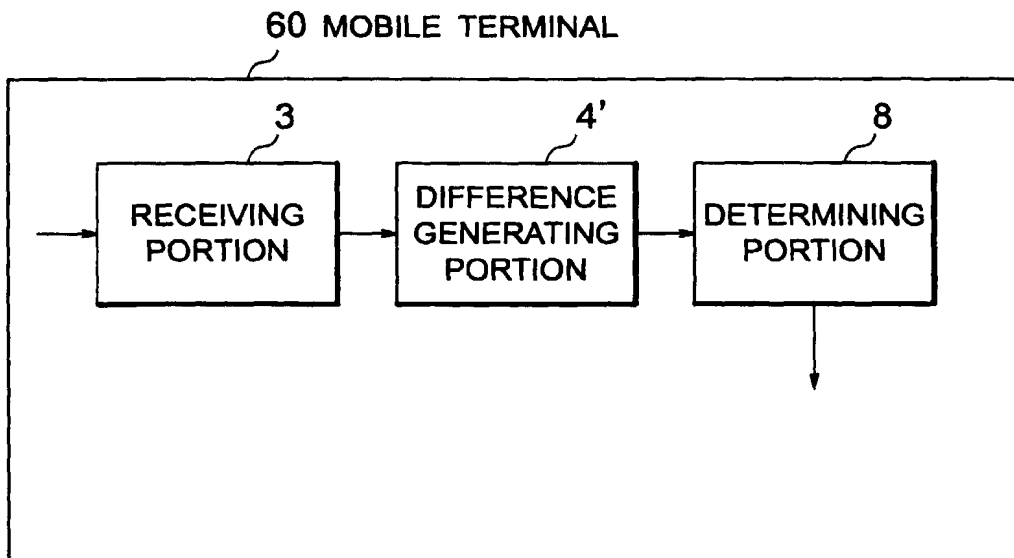 60 MOBILE TERMINAL
3
4'
8
RECEIVING
PORTION
DIFFERENCE
GENERATING
PORTION
DETERMINING
PORTION